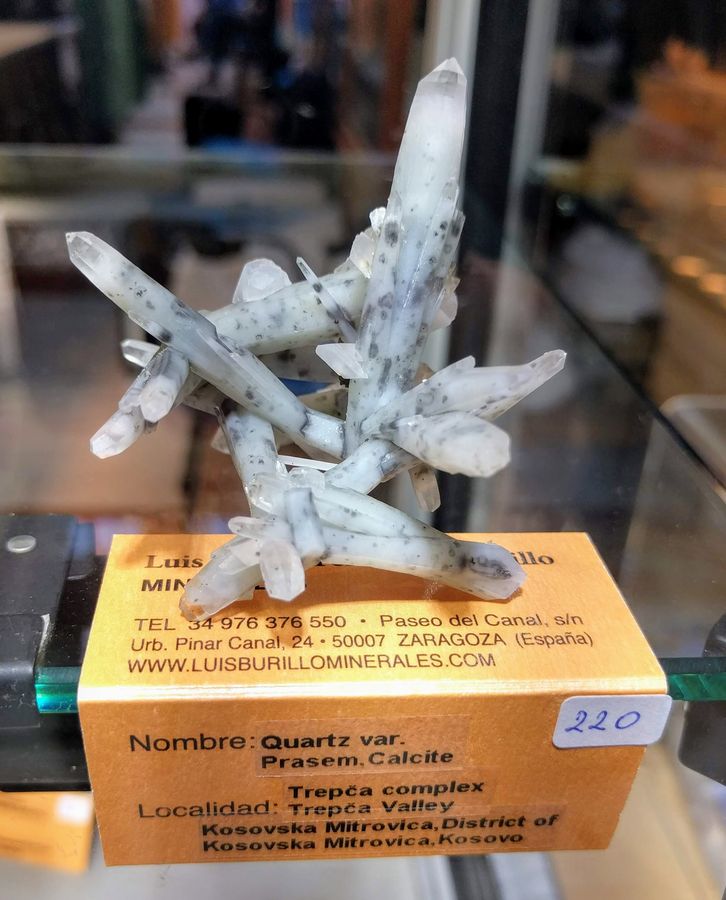 Luis
MIN
TEL 34 976 376 550 • Paseo del Canal, s/n
Urb. Pinar Canal, 24 • 50007 ZARAGOZA (España)
WWW.LUISBURILLOMINERALES.COM
220
Nombre: Quartz var.
Prasem, Calcite
Trepča complex
Localidad: Trepča Valley
Kosovska Mitrovica, District of
Kosovska Mitrovica, Kosovo